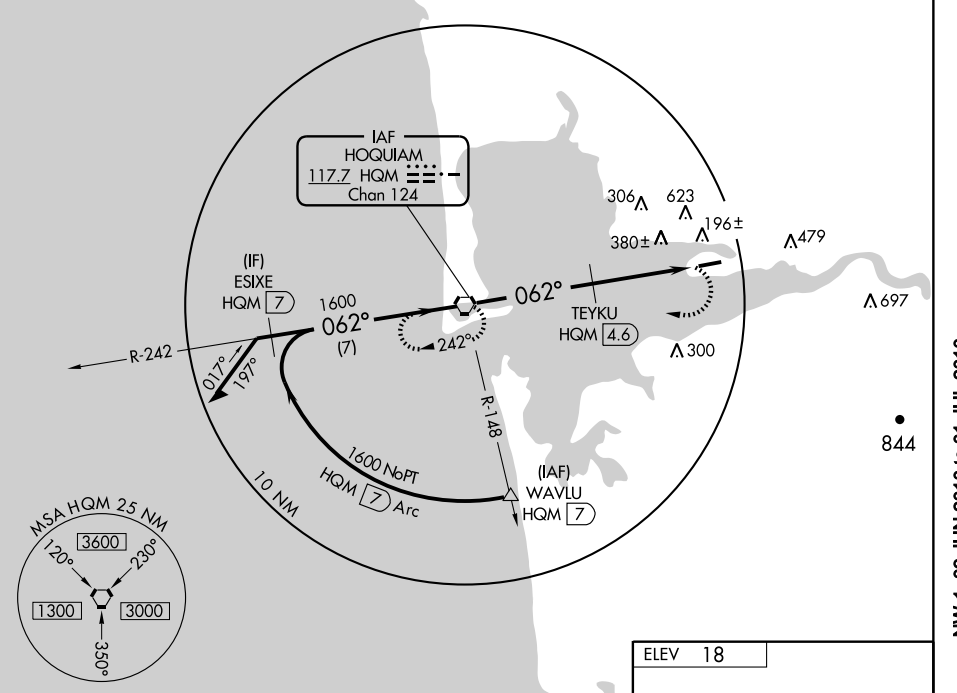 IAF
HOQUIAM
117.7 HQM
Chan 124
306
623
196±
380±
479
697
300
844
(IF)
ESIXE
HQM 7
1600
062°
(7)
062°
TEYKU
HQM 4.6
242°
R-242
017°
197°
R-148
1600 NoPT
HQM 7 Arc
(IAF)
WAVLU
HQM 7
10 NM
MSA HQM 25 NM
120°
3600
230°
1300
3000
350°
ELEV 18